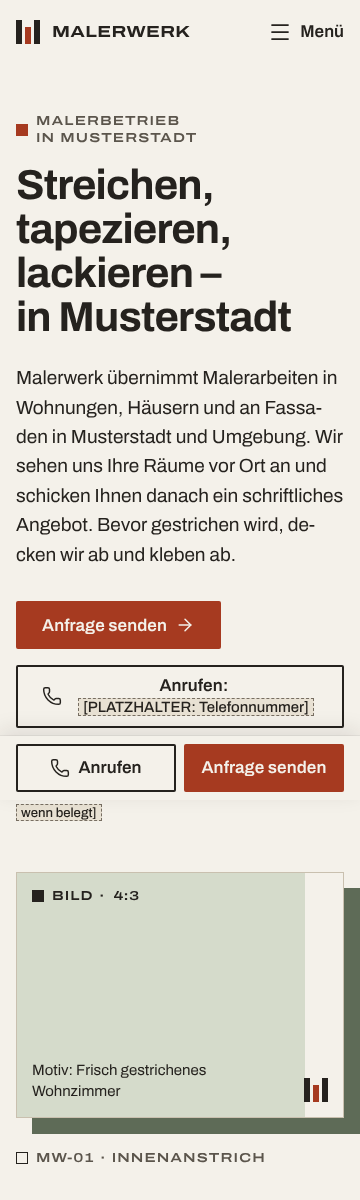 MALERWERK
Menü
MALERBETRIEB
IN MUSTERSTADT
Streichen,
tapezieren,
lackieren –
in Musterstadt
Malerwerk übernimmt Malerarbeiten in
Wohnungen, Häusern und an Fassa-
den in Musterstadt und Umgebung. Wir
sehen uns Ihre Räume vor Ort an und
schicken Ihnen danach ein schriftliches
Angebot. Bevor gestrichen wird, de-
cken wir ab und kleben ab.
Anfrage senden
Anrufen:
[PLATZHALTER: Telefonnummer]
Anrufen
Anfrage senden
wenn belegt]
BILD · 4:3
Motiv: Frisch gestrichenes
Wohnzimmer
MW-01 · INNENANSTRICH